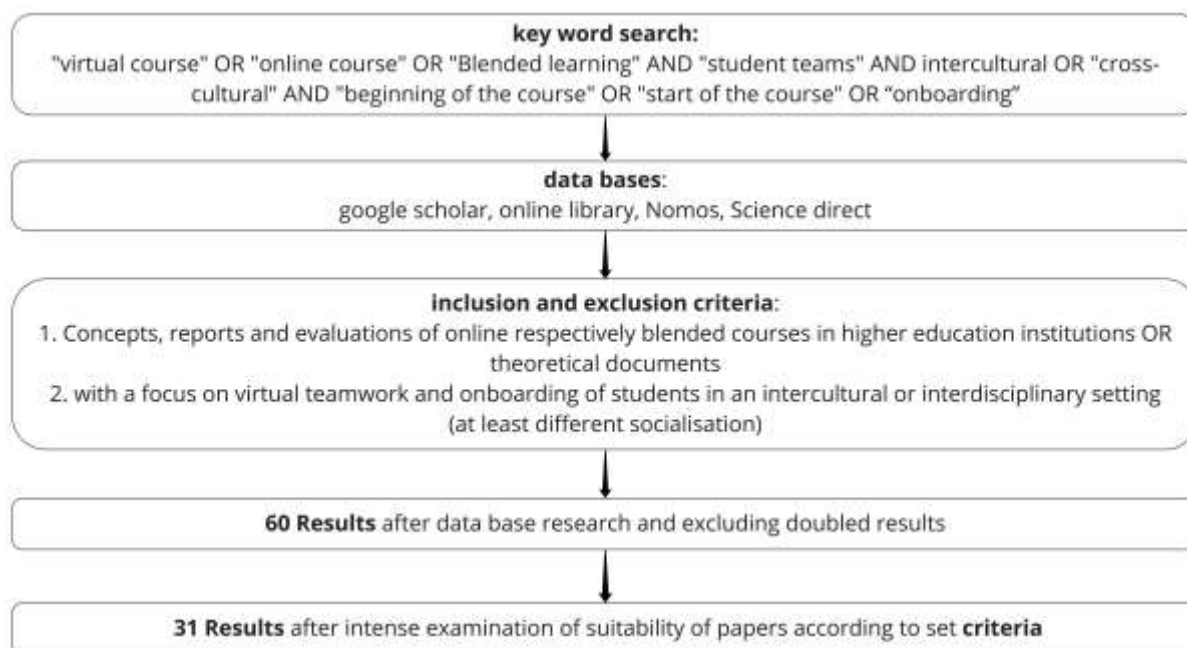 key word search:
"virtual course" OR "online course" OR "Blended learning" AND "student teams" AND intercultural OR "cross-
cultural" AND "beginning of the course" OR "start of the course" OR “onboarding”
data bases:
google scholar, online library, Nomos, Science direct
inclusion and exclusion criteria:
1. Concepts, reports and evaluations of online respectively blended courses in higher education institutions OR
theoretical documents
2. with a focus on virtual teamwork and onboarding of students in an intercultural or interdisciplinary setting
(at least different socialisation)
60 Results after data base research and excluding doubled results
31 Results after intense examination of suitability of papers according to set criteria